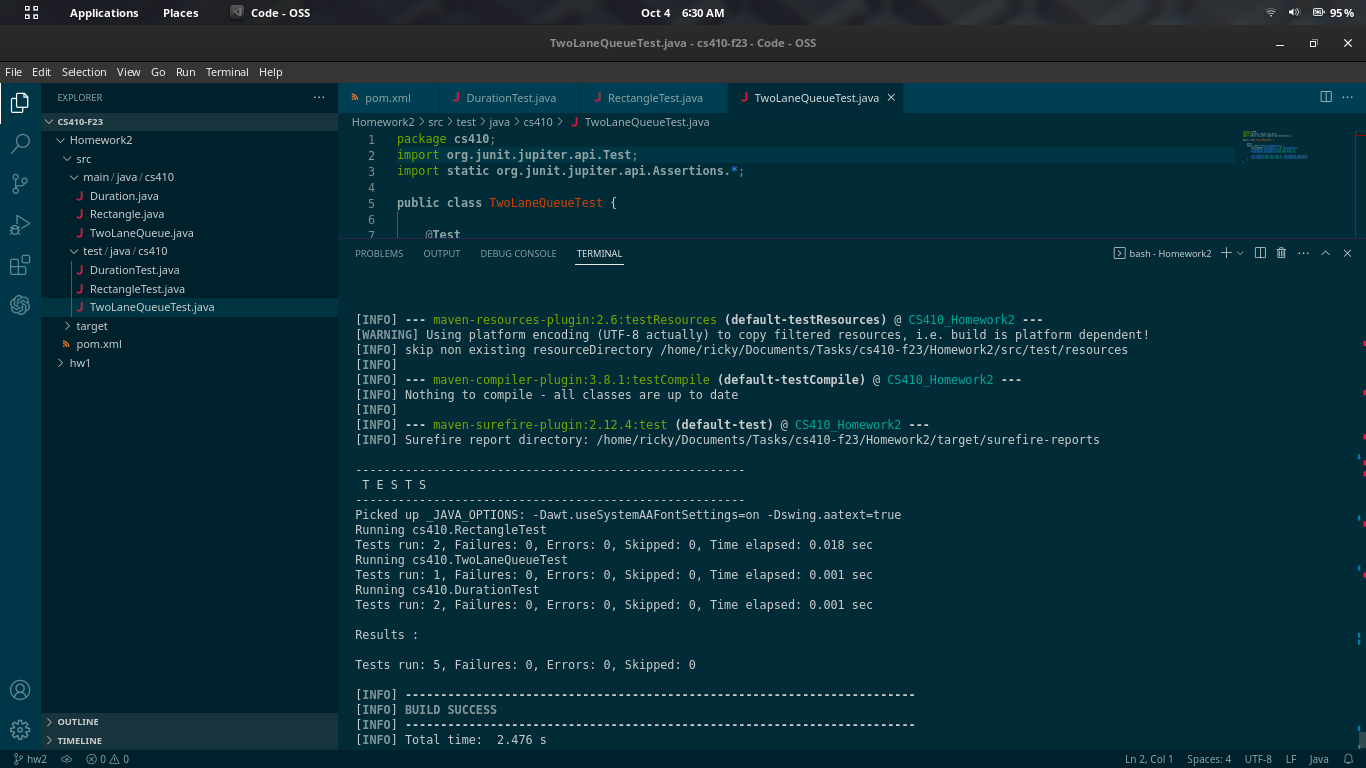 Applications Places Code - OSS Oct 4 6:30 AM 95 %
TwoLaneQueueTest.java - cs410-f23 - Code - OSS
File Edit Selection View Go Run Terminal Help
EXPLORER
CS410-F23
Homework2
src
main / java / cs410
Duration.java
Rectangle.java
TwoLaneQueue.java
test / java / cs410
DurationTest.java
RectangleTest.java
TwoLaneQueueTest.java
target
pom.xml
hw1
OUTLINE
TIMELINE
pom.xml DurationTest.java RectangleTest.java TwoLaneQueueTest.java
Homework2 > src > test > java > cs410 > TwoLaneQueueTest.java
1 package cs410;
2 import org.junit.jupiter.api.Test;
3 import static org.junit.jupiter.api.Assertions.*;
4
5 public class TwoLaneQueueTest {
6
7 @Test
PROBLEMS OUTPUT DEBUG CONSOLE TERMINAL bash - Homework2
[INFO] --- maven-resources-plugin:2.6:testResources (default-testResources) @ CS410_Homework2 ---
[WARNING] Using platform encoding (UTF-8 actually) to copy filtered resources, i.e. build is platform dependent!
[INFO] skip non existing resourceDirectory /home/ricky/Documents/Tasks/cs410-f23/Homework2/src/test/resources
[INFO]
[INFO] --- maven-compiler-plugin:3.8.1:testCompile (default-testCompile) @ CS410_Homework2 ---
[INFO] Nothing to compile - all classes are up to date
[INFO]
[INFO] --- maven-surefire-plugin:2.12.4:test (default-test) @ CS410_Homework2 ---
[INFO] Surefire report directory: /home/ricky/Documents/Tasks/cs410-f23/Homework2/target/surefire-reports
-------------------------------------------------------
T E S T S
-------------------------------------------------------
Picked up _JAVA_OPTIONS: -Dawt.useSystemAAFontSettings=on -Dswing.aatext=true
Running cs410.RectangleTest
Tests run: 2, Failures: 0, Errors: 0, Skipped: 0, Time elapsed: 0.018 sec
Running cs410.TwoLaneQueueTest
Tests run: 1, Failures: 0, Errors: 0, Skipped: 0, Time elapsed: 0.001 sec
Running cs410.DurationTest
Tests run: 2, Failures: 0, Errors: 0, Skipped: 0, Time elapsed: 0.001 sec
Results :
Tests run: 5, Failures: 0, Errors: 0, Skipped: 0
[INFO] ------------------------------------------------------------------------
[INFO] BUILD SUCCESS
[INFO] ------------------------------------------------------------------------
[INFO] Total time: 2.476 s
hw2 0 0 Ln 2, Col 1 Spaces: 4 UTF-8 LF Java